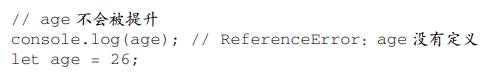 // age 不会被提升
console.log(age); // ReferenceError：age 没有定义
let age = 26;